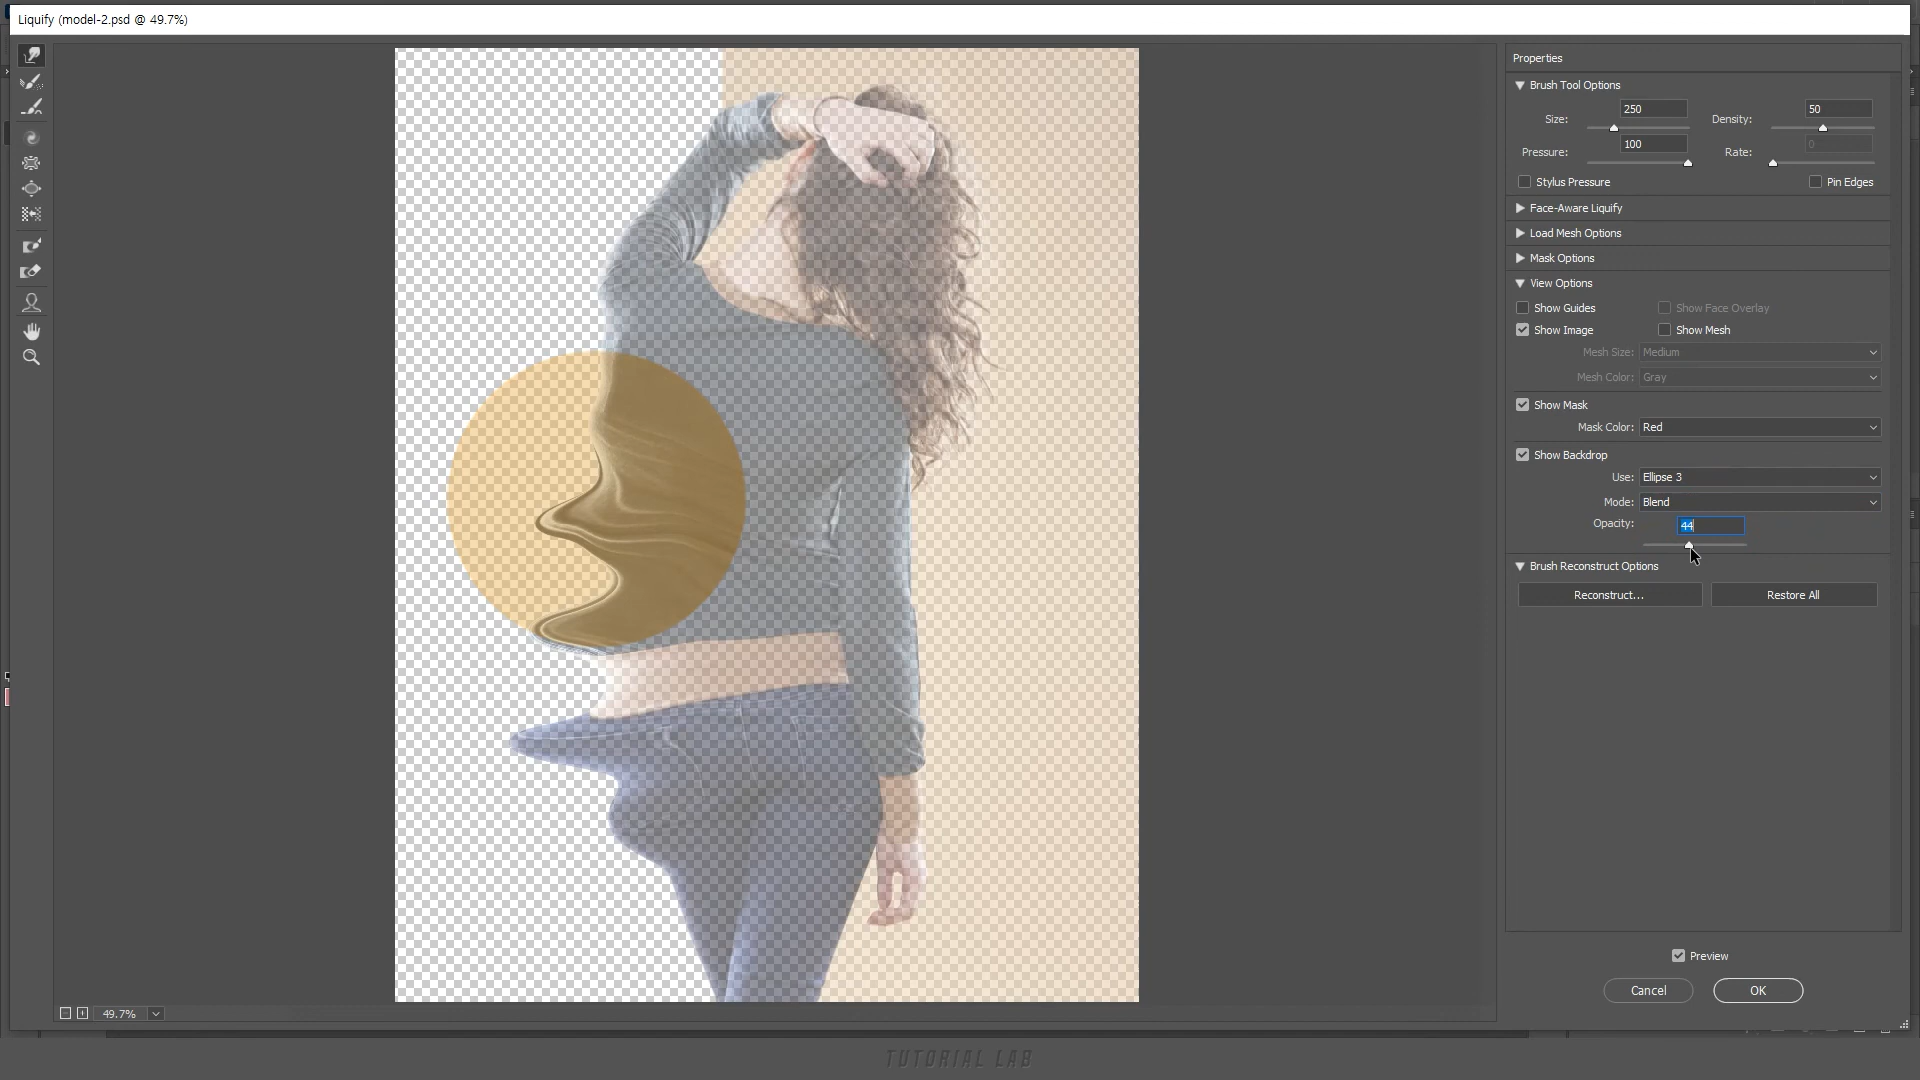 Liquify (model-2.psd @ 49.7%)
Properties
Brush Tool Options
Size: 250 Density: 50
Pressure: 100 Rate: 0
Stylus Pressure Pin Edges
Face-Aware Liquify
Load Mesh Options
Mask Options
View Options
Show Guides Show Face Overlay
Show Image Show Mesh
Mesh Size: Medium
Mesh Color: Gray
Show Mask
Mask Color: Red
Show Backdrop
Use: Ellipse 3
Mode: Blend
Opacity: 44
Brush Reconstruct Options
Reconstruct... Restore All
Preview
Cancel OK
49.7%
TUTORIAL LAB